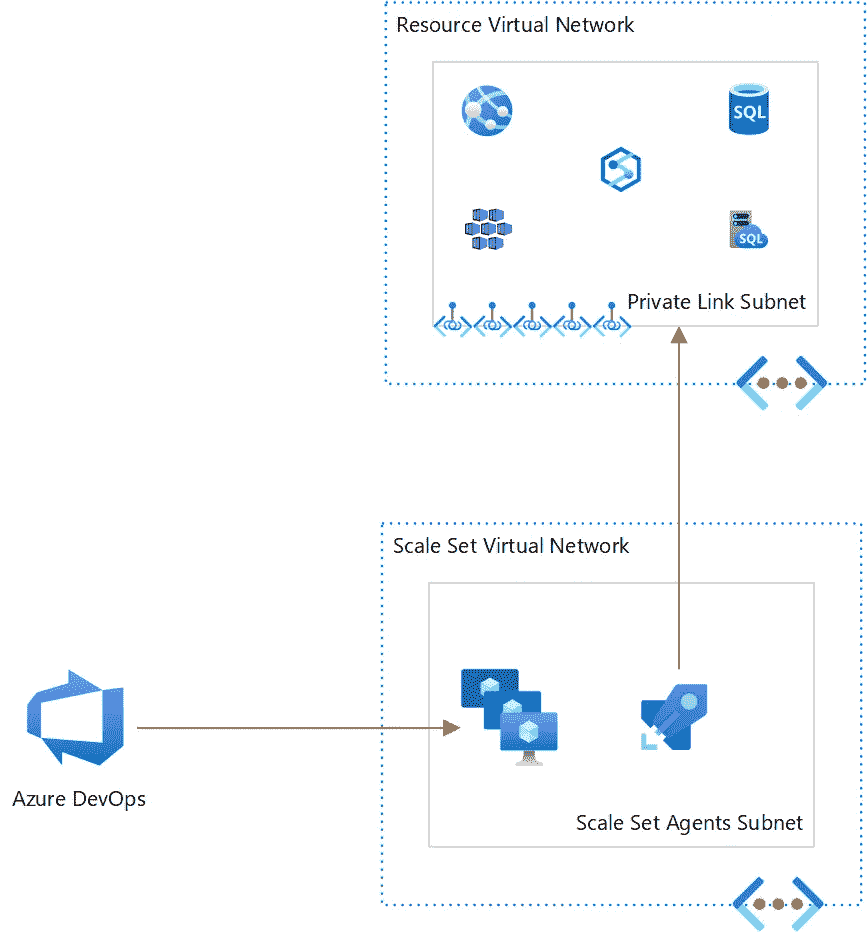 Resource Virtual Network
SQL
SQL
Private Link Subnet
Scale Set Virtual Network
Azure DevOps
Scale Set Agents Subnet